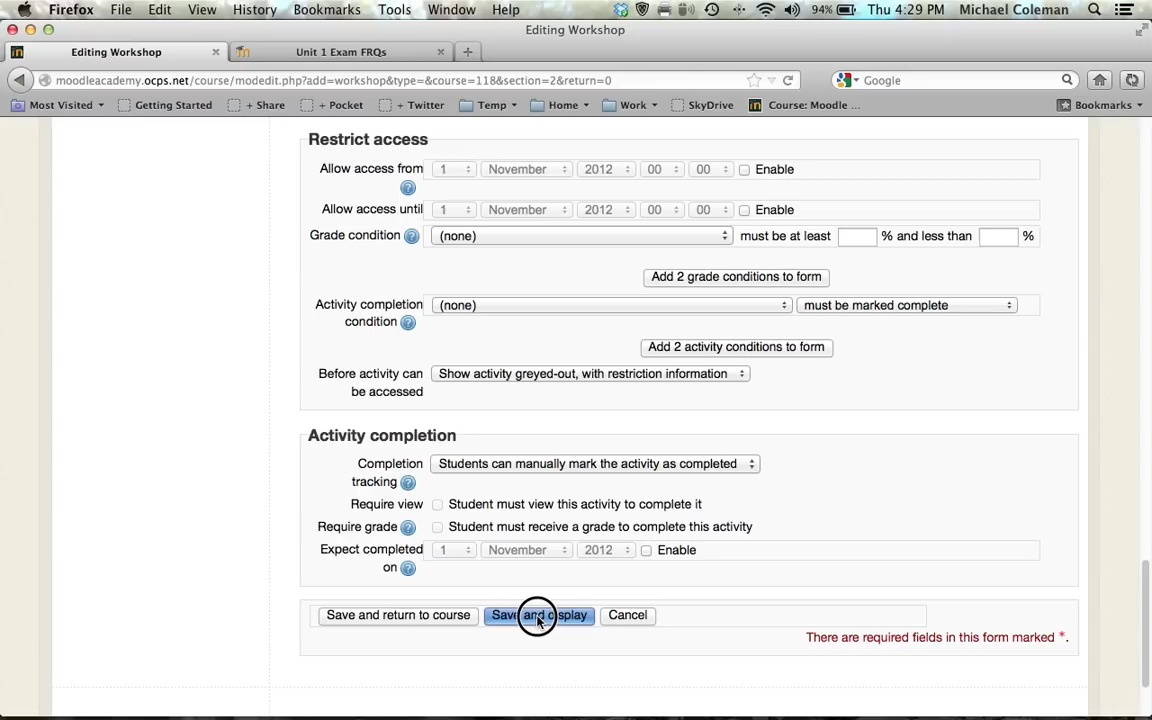 Firefox File Edit View History Bookmarks Tools Window Help 94% Thu 4:29 PM Michael Coleman
Editing Workshop
Editing Workshop Unit 1 Exam FRQs
moodleacademy.ocps.net/course/modedit.php?add=workshop&type=&course=118&section=2&return=0 Google
Most Visited Getting Started + Share + Pocket + Twitter Temp Home Work SkyDrive Course: Moodle ... Bookmarks
Restrict access
Allow access from 1 November 2012 00 00 Enable
Allow access until 1 November 2012 00 00 Enable
Grade condition (none) must be at least % and less than %
Add 2 grade conditions to form
Activity completion condition (none) must be marked complete
Add 2 activity conditions to form
Before activity can be accessed Show activity greyed-out, with restriction information
Activity completion
Completion tracking Students can manually mark the activity as completed
Require view Student must view this activity to complete it
Require grade Student must receive a grade to complete this activity
Expect completed on 1 November 2012 Enable
Save and return to course Save and display Cancel
There are required fields in this form marked *.